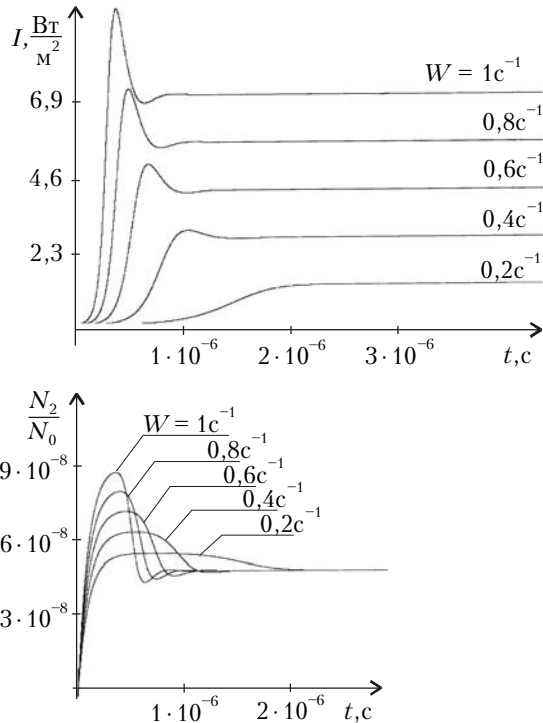 I, Вт/м²
W = 1с⁻¹
6,9
0,8с⁻¹
4,6
0,6с⁻¹
0,4с⁻¹
2,3
0,2с⁻¹
1·10⁻⁶ 2·10⁻⁶ 3·10⁻⁶
t,с
N₂/N₀
W = 1с⁻¹
0,8с⁻¹
9·10⁻⁸
0,6с⁻¹
0,4с⁻¹
6·10⁻⁸
0,2с⁻¹
3·10⁻⁸
1·10⁻⁶ 2·10⁻⁶ t,с